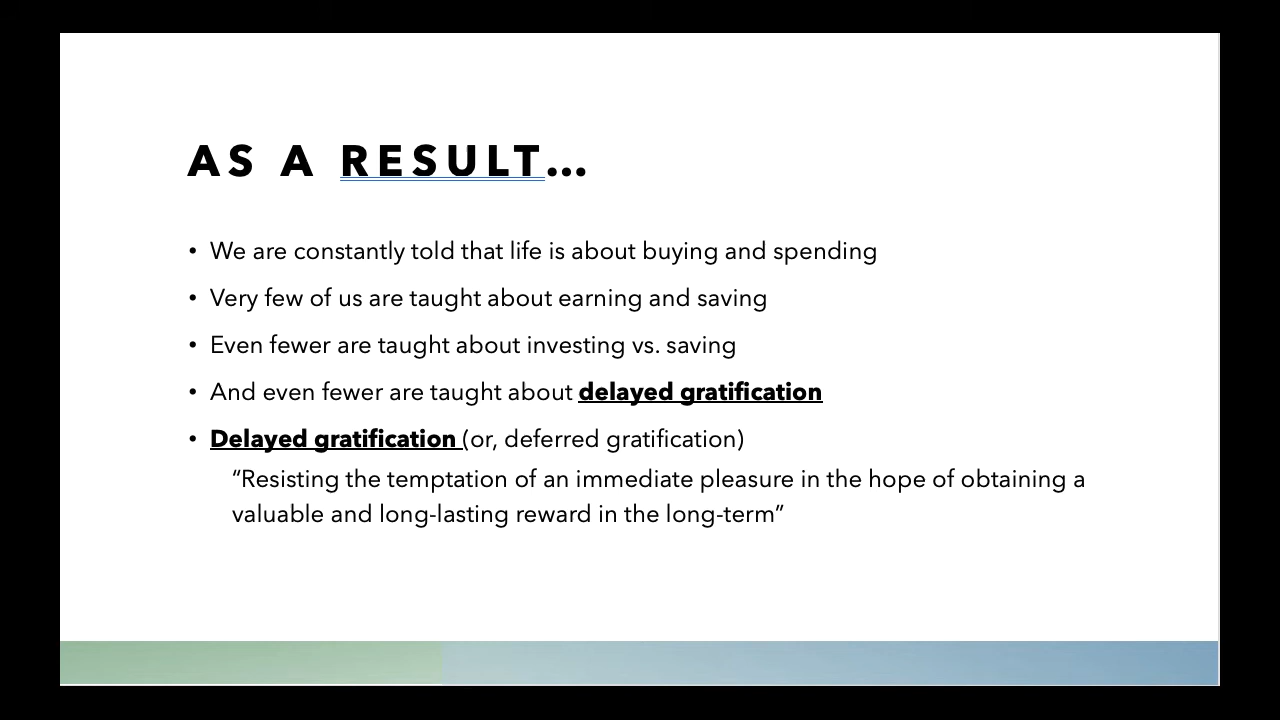 AS A RESULT…
• We are constantly told that life is about buying and spending
• Very few of us are taught about earning and saving
• Even fewer are taught about investing vs. saving
• And even fewer are taught about delayed gratification
• Delayed gratification (or, deferred gratification)
“Resisting the temptation of an immediate pleasure in the hope of obtaining a
valuable and long-lasting reward in the long-term”